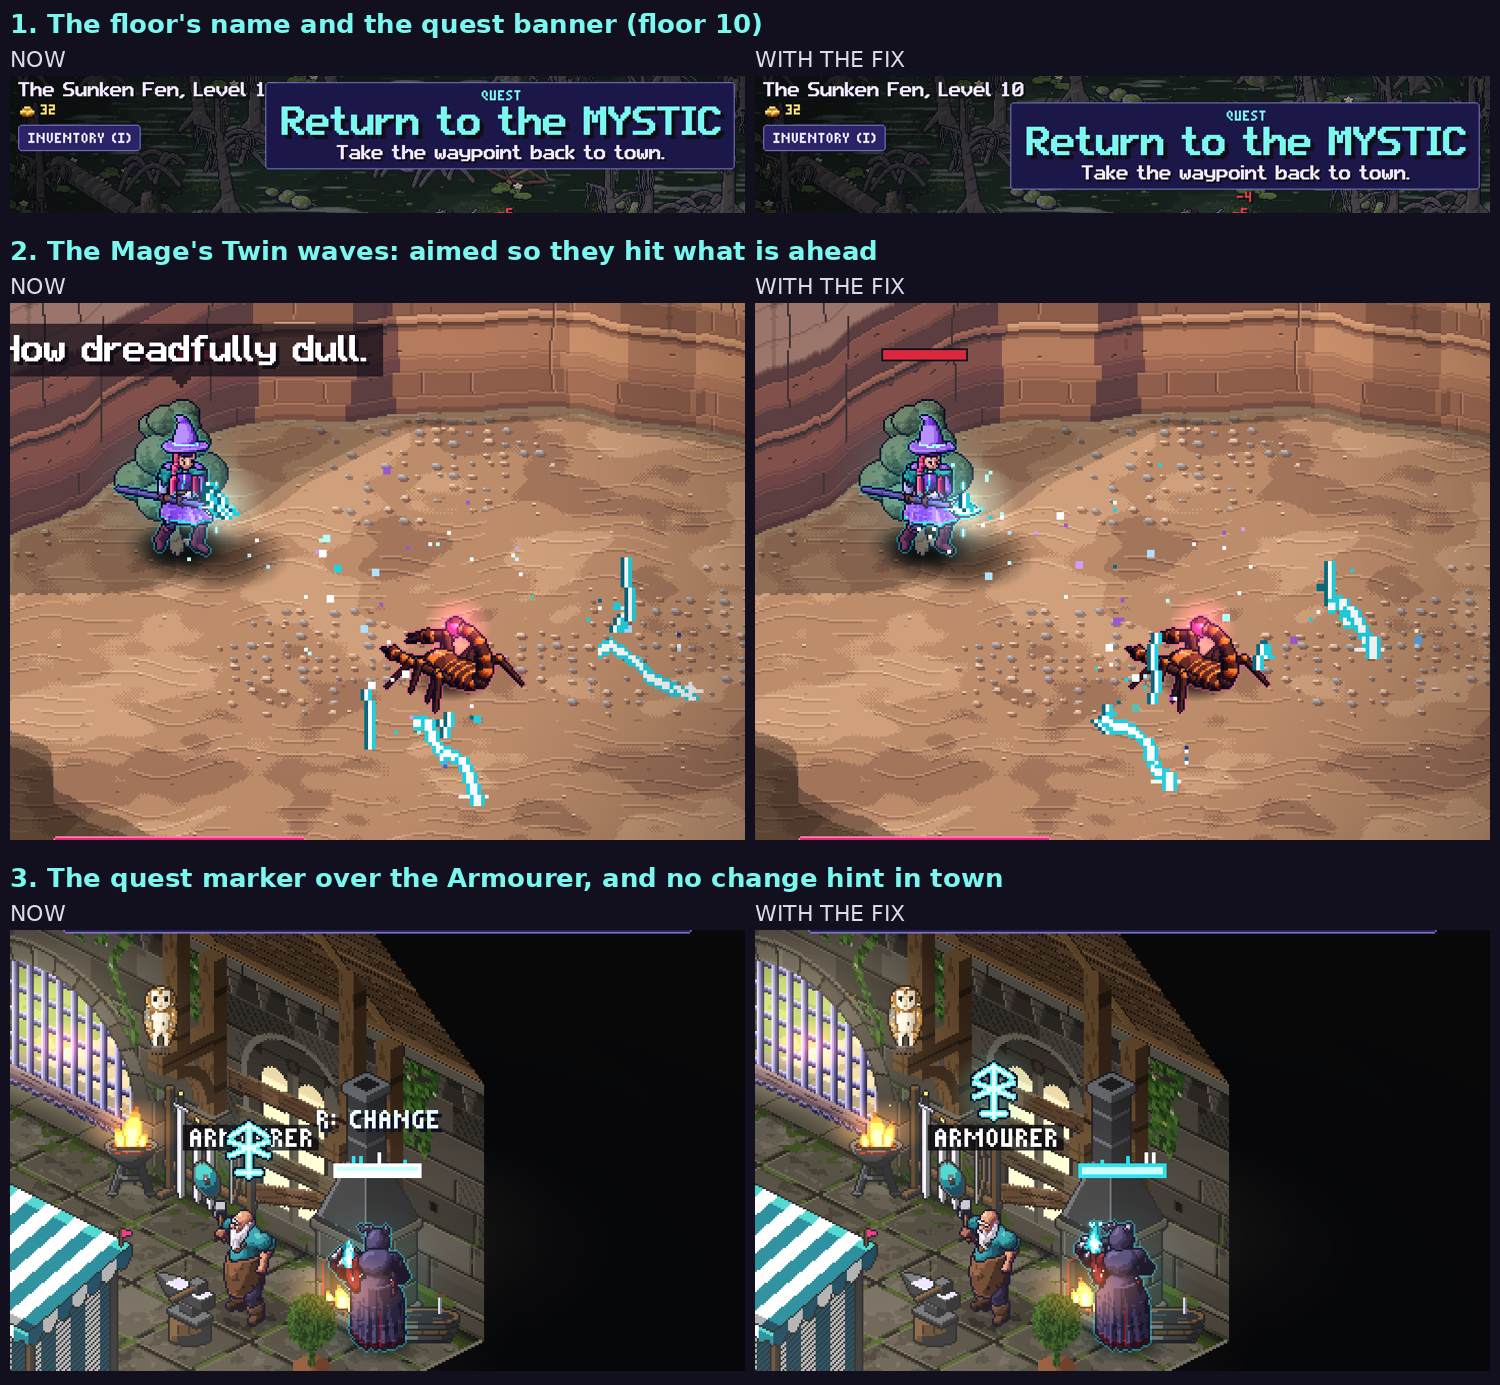 1. The floor's name and the quest banner (floor 10)
NOW
WITH THE FIX
The Sunken Fen, Level 1
32
INVENTORY (I)
QUEST
Return to the MYSTIC
Take the waypoint back to town.
The Sunken Fen, Level 10
32
INVENTORY (I)
QUEST
Return to the MYSTIC
Take the waypoint back to town.
-4
2. The Mage's Twin waves: aimed so they hit what is ahead
NOW
WITH THE FIX
How dreadfully dull.
3. The quest marker over the Armourer, and no change hint in town
NOW
WITH THE FIX
R: CHANGE
ARMOURER